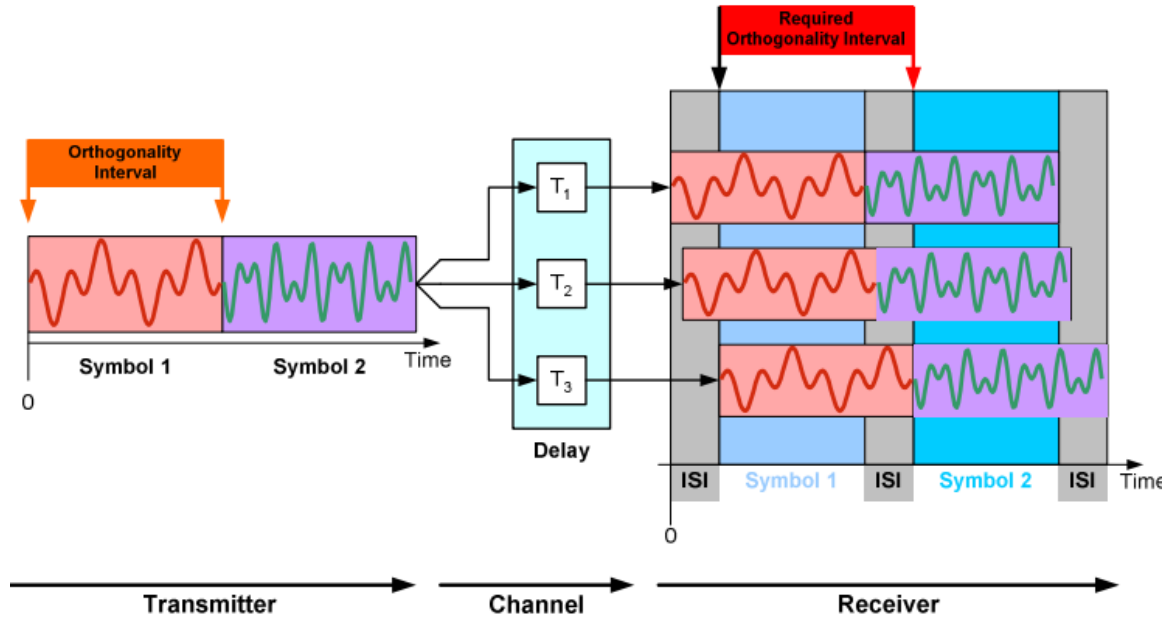 Required
Orthogonality Interval
Orthogonality
Interval
T1
T2
T3
Symbol 1
Symbol 2
Time
0
Delay
ISI
Symbol 1
ISI
Symbol 2
ISI
Time
0
Transmitter
Channel
Receiver